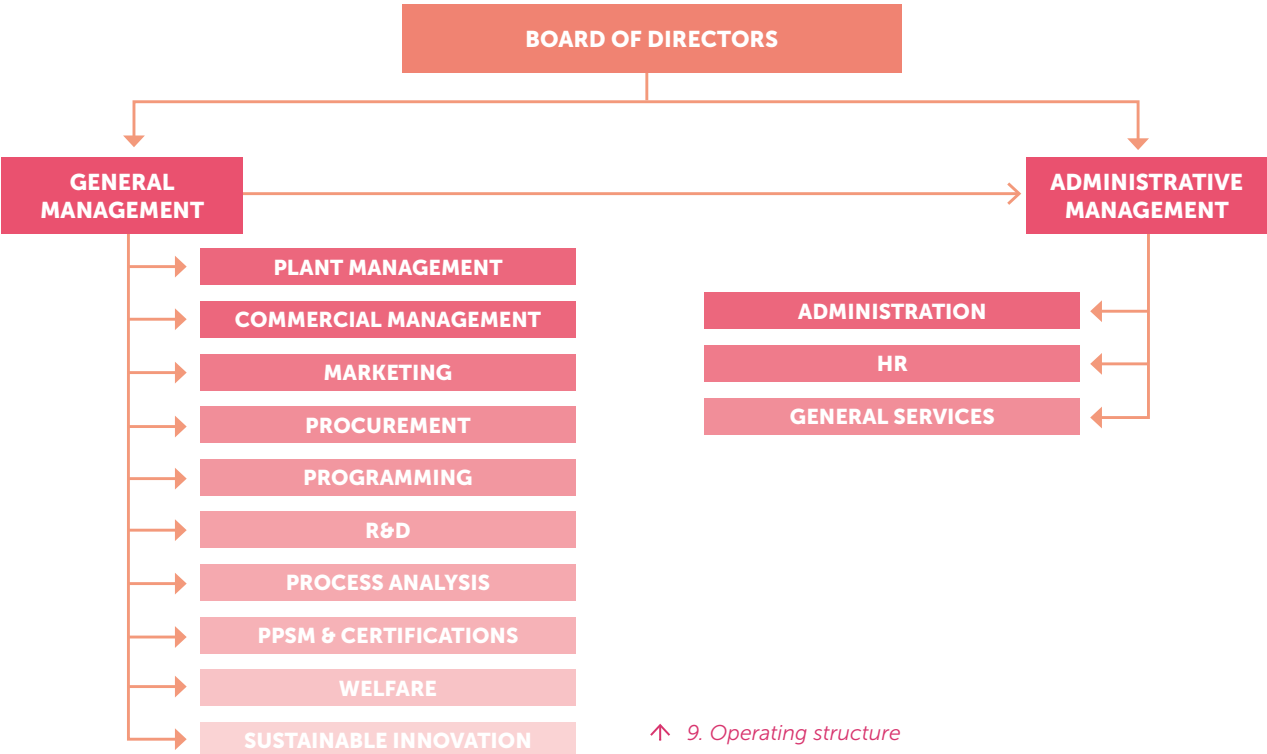 BOARD OF DIRECTORS
GENERAL
MANAGEMENT
ADMINISTRATIVE
MANAGEMENT
PLANT MANAGEMENT
COMMERCIAL MANAGEMENT
MARKETING
PROCUREMENT
PROGRAMMING
R&D
PROCESS ANALYSIS
PPSM & CERTIFICATIONS
WELFARE
SUSTAINABLE INNOVATION
ADMINISTRATION
HR
GENERAL SERVICES
↑ 9. Operating structure